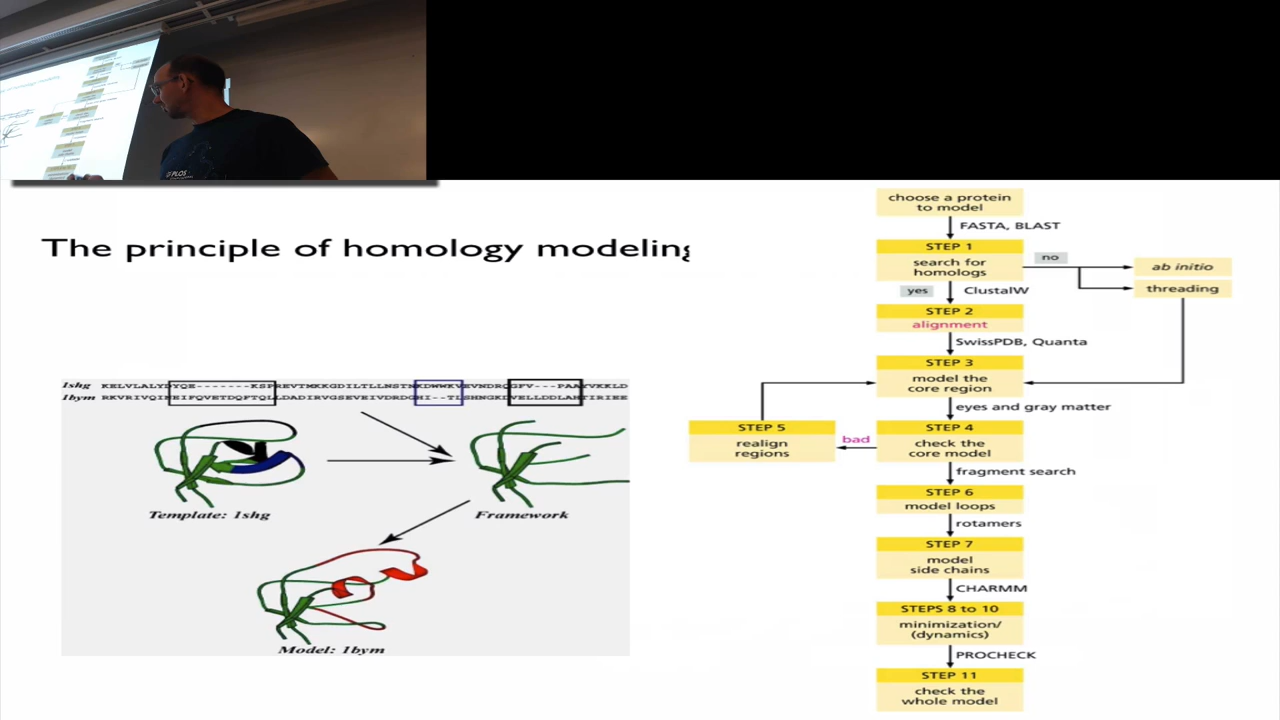 PLOS
The principle of homology modeling
1shg KELVLALYDYQE-------KSPREVTMKKGDILTLLNSTNKDWWKVEVNDRQGFV---PAAYVKKLD
1bym RKVRIVQINEIFQVETDQFTQLLDADIRVGSEVEIVDRDGHI--TLSHNGKDVELLDDLAHTIRIEE
Template: 1shg
Framework
Model: 1bym
choose a protein
to model
FASTA, BLAST
STEP 1
search for
homologs
no
ab initio
threading
yes
ClustalW
STEP 2
alignment
SwissPDB, Quanta
STEP 3
model the
core region
eyes and gray matter
STEP 4
check the
core model
bad
STEP 5
realign
regions
fragment search
STEP 6
model loops
rotamers
STEP 7
model
side chains
CHARMM
STEPS 8 to 10
minimization/
(dynamics)
PROCHECK
STEP 11
check the
whole model